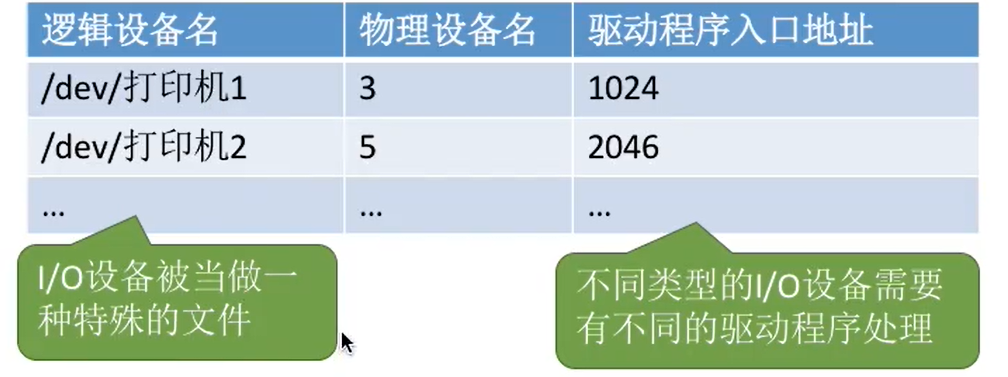 逻辑设备名 物理设备名 驱动程序入口地址
/dev/打印机1 3 1024
/dev/打印机2 5 2046
... ... ...
I/O设备被当做一
种特殊的文件
不同类型的I/O设备需要
有不同的驱动程序处理